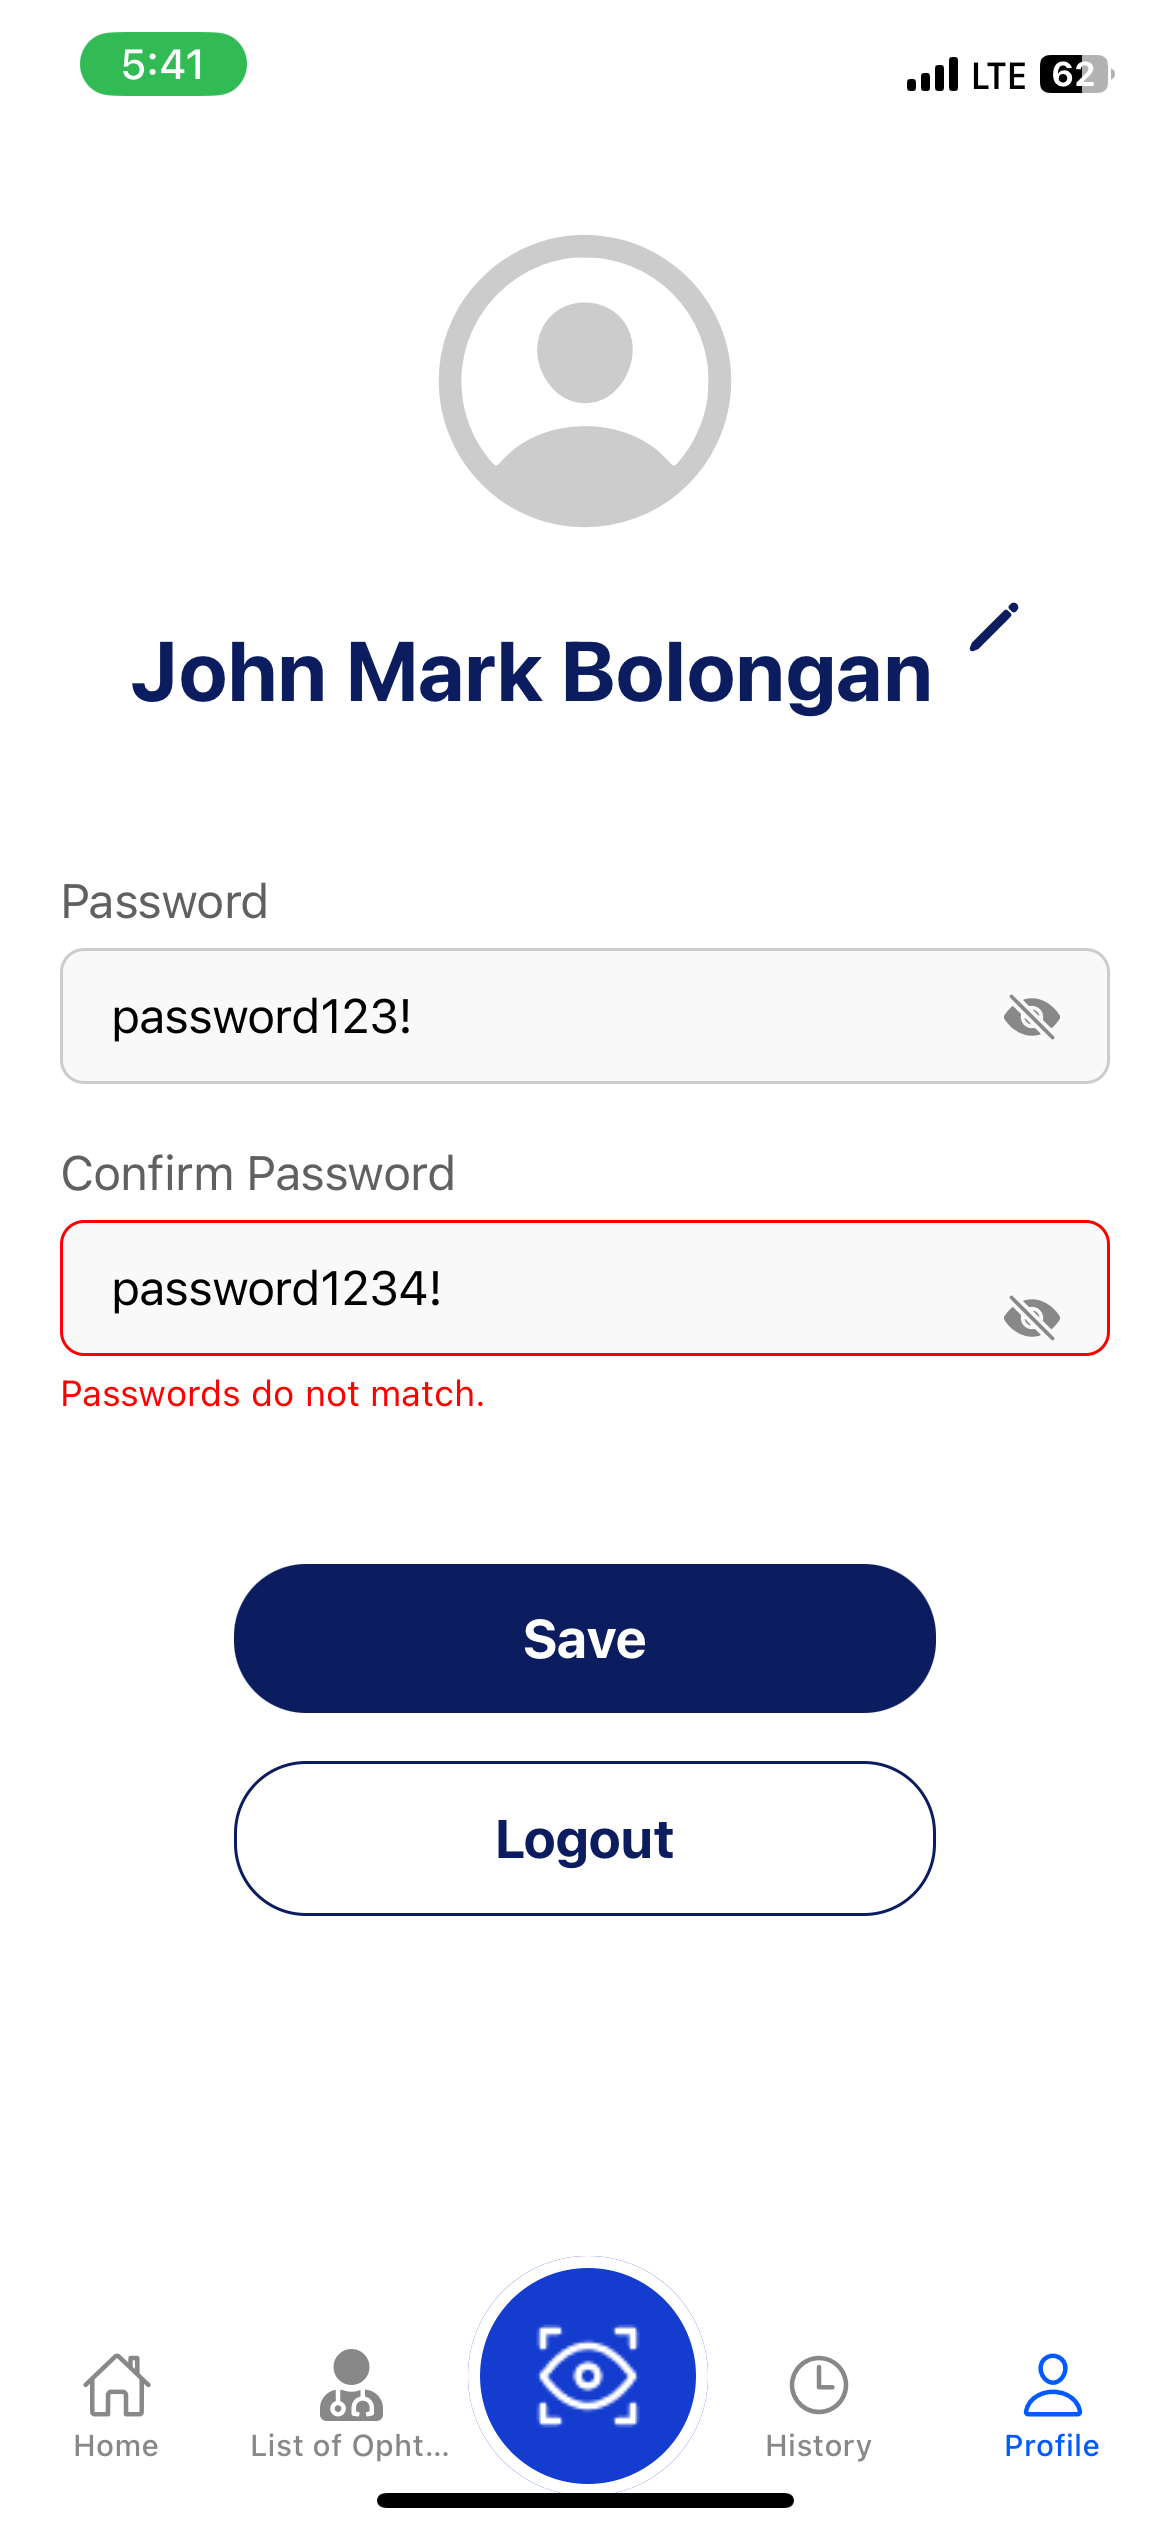 5:41
LTE 62
John Mark Bolongan
Password
password123!
Confirm Password
password1234!
Passwords do not match.
Save
Logout
Home
List of Opht...
History
Profile